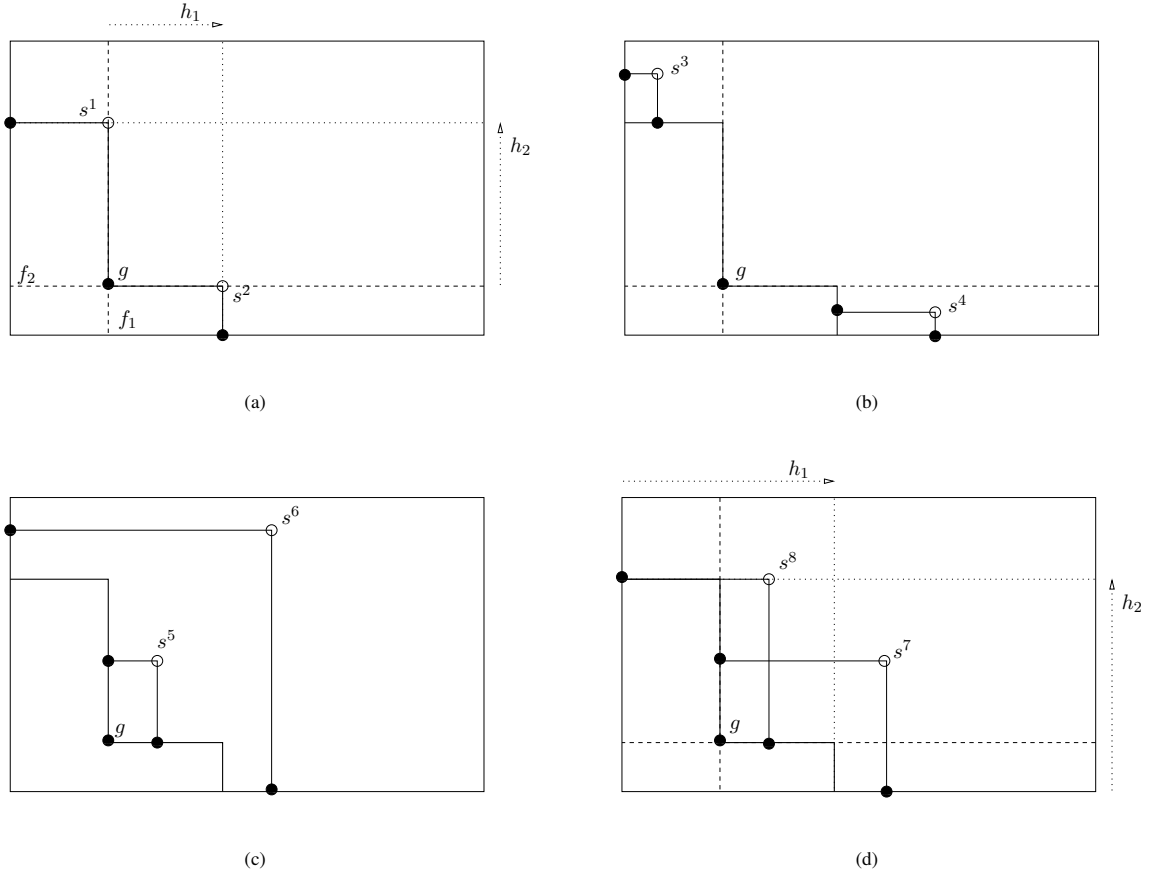 h₁
s¹
h₂
g
f₂
s²
f₁
(a)
s³
g
s⁴
(b)
s⁶
s⁵
g
(c)
h₁
s⁸
h₂
s⁷
g
(d)